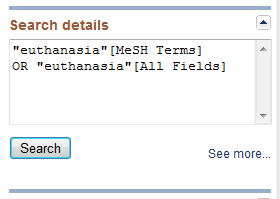 Search details
"euthanasia"[MeSH Terms]
OR "euthanasia"[All Fields]
Search
See more...